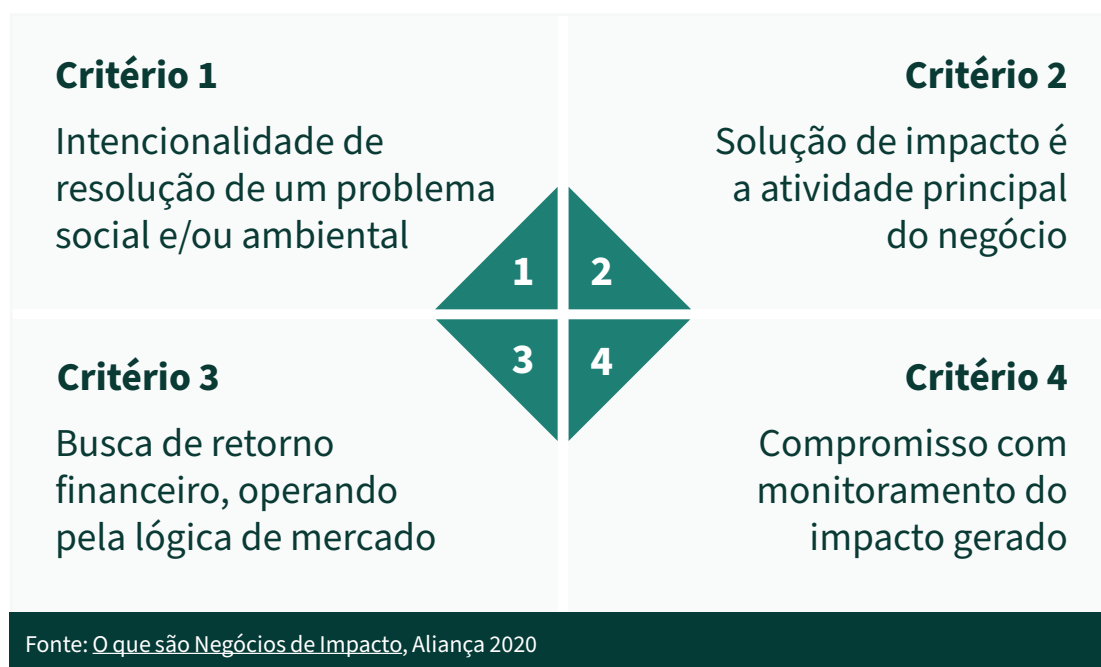 Critério 1
Intencionalidade de
resolução de um problema
social e/ou ambiental
Critério 2
Solução de impacto é
a atividade principal
do negócio
1
2
3
4
Critério 3
Busca de retorno
financeiro, operando
pela lógica de mercado
Critério 4
Compromisso com
monitoramento do
impacto gerado
Fonte: O que são Negócios de Impacto, Aliança 2020